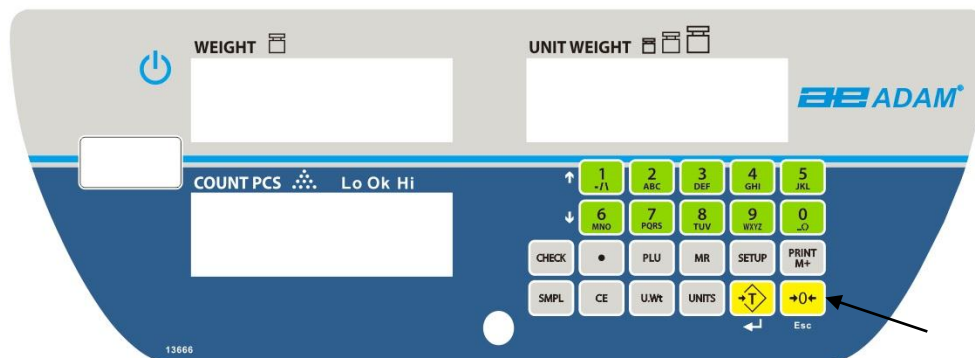 WEIGHT
UNIT WEIGHT
ae ADAM®
COUNT PCS Lo Ok Hi
↑ 1 2 3 4 5
-/\ ABC DEF GHI JKL
↓ 6 7 8 9 0
MNO PQRS TUV WXYZ
CHECK • PLU MR SETUP PRINT M+
SMPL CE U.Wt UNITS →T →0←
Esc
13666